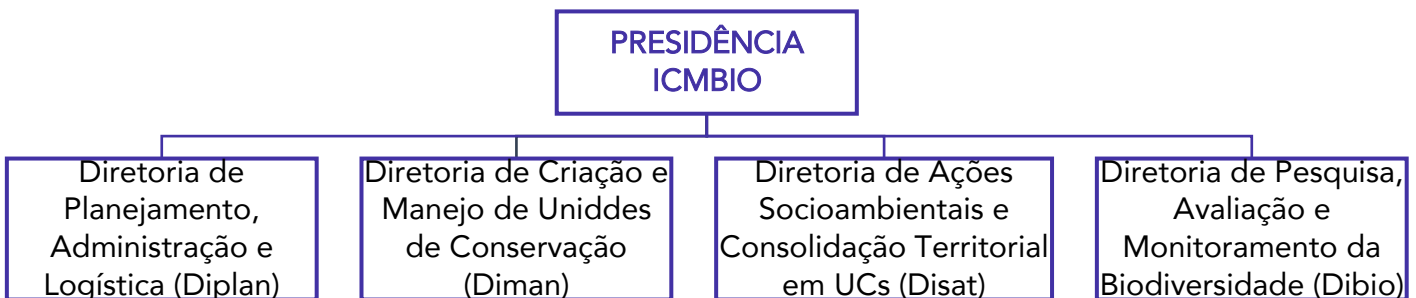 PRESIDÊNCIA
ICMBIO
Diretoria de
Planejamento,
Administração e
Logística (Diplan)
Diretoria de Criação e
Manejo de Uniddes
de Conservação
(Diman)
Diretoria de Ações
Socioambientais e
Consolidação Territorial
em UCs (Disat)
Diretoria de Pesquisa,
Avaliação e
Monitoramento da
Biodiversidade (Dibio)